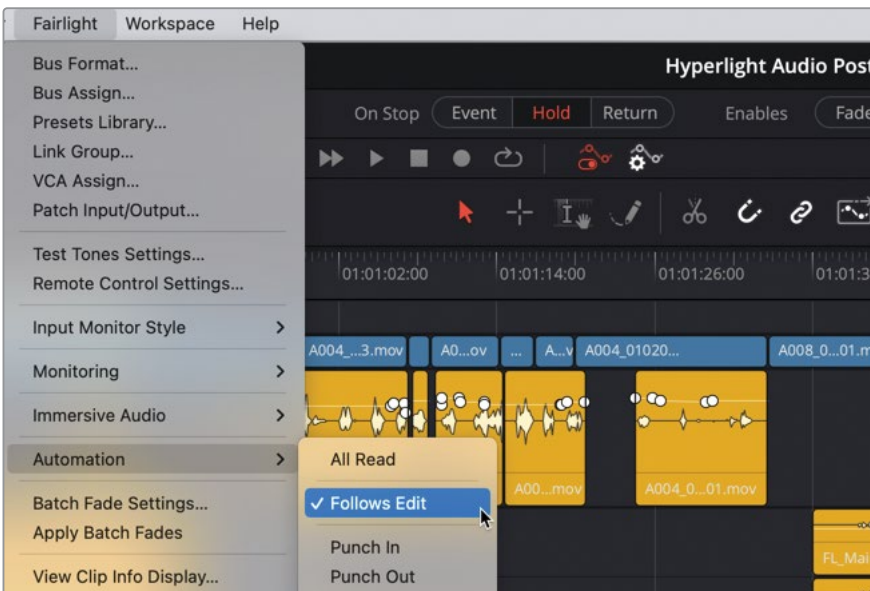 Fairlight Workspace Help
Hyperlight Audio Post
Bus Format...
Bus Assign...
Presets Library...
Link Group...
VCA Assign...
Patch Input/Output...
Test Tones Settings...
Remote Control Settings...
Input Monitor Style
Monitoring
Immersive Audio
Automation
Batch Fade Settings...
Apply Batch Fades
View Clip Info Display...
On Stop Event Hold Return Enables Fade
01:01:02:00 01:01:14:00 01:01:26:00 01:01:3
A004_...3.mov A0...ov ... A...v A004_01020... A008_0...01.m
A00...mov A004_0...01.mov
FL_Mai
All Read
✓ Follows Edit
Punch In
Punch Out